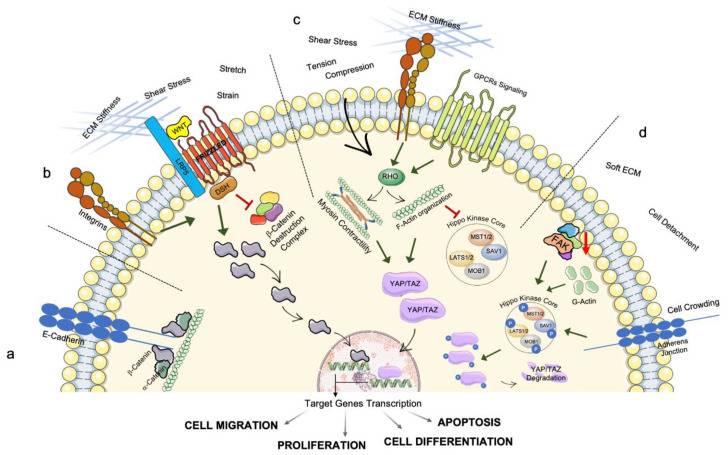 a
E-Cadherin
β-Catenin
α-Catenin
b
ECM Stiffness
Shear Stress
Stretch
Strain
Integrins
LRP5
WNT
FRIZZLED
DSH
β-Catenin
Destruction
Complex
c
Shear Stress
Tension
Compression
ECM Stiffness
GPCRs Signaling
RHO
Myosin Contractility
F-Actin organization
Hippo Kinase Core
MST1/2
SAV1
LATS1/2
MOB1
YAP/TAZ
YAP/TAZ
d
Soft ECM
Cell Detachment
FAK
G-Actin
Hippo Kinase Core
P
MST1/2
P
SAV1
LATS1/2
P
MOB1
P
Cell Crowding
Adherens
Junction
P
P
P
YAP/TAZ
Degradation
Target Genes Transcription
CELL MIGRATION
PROLIFERATION
CELL DIFFERENTIATION
APOPTOSIS